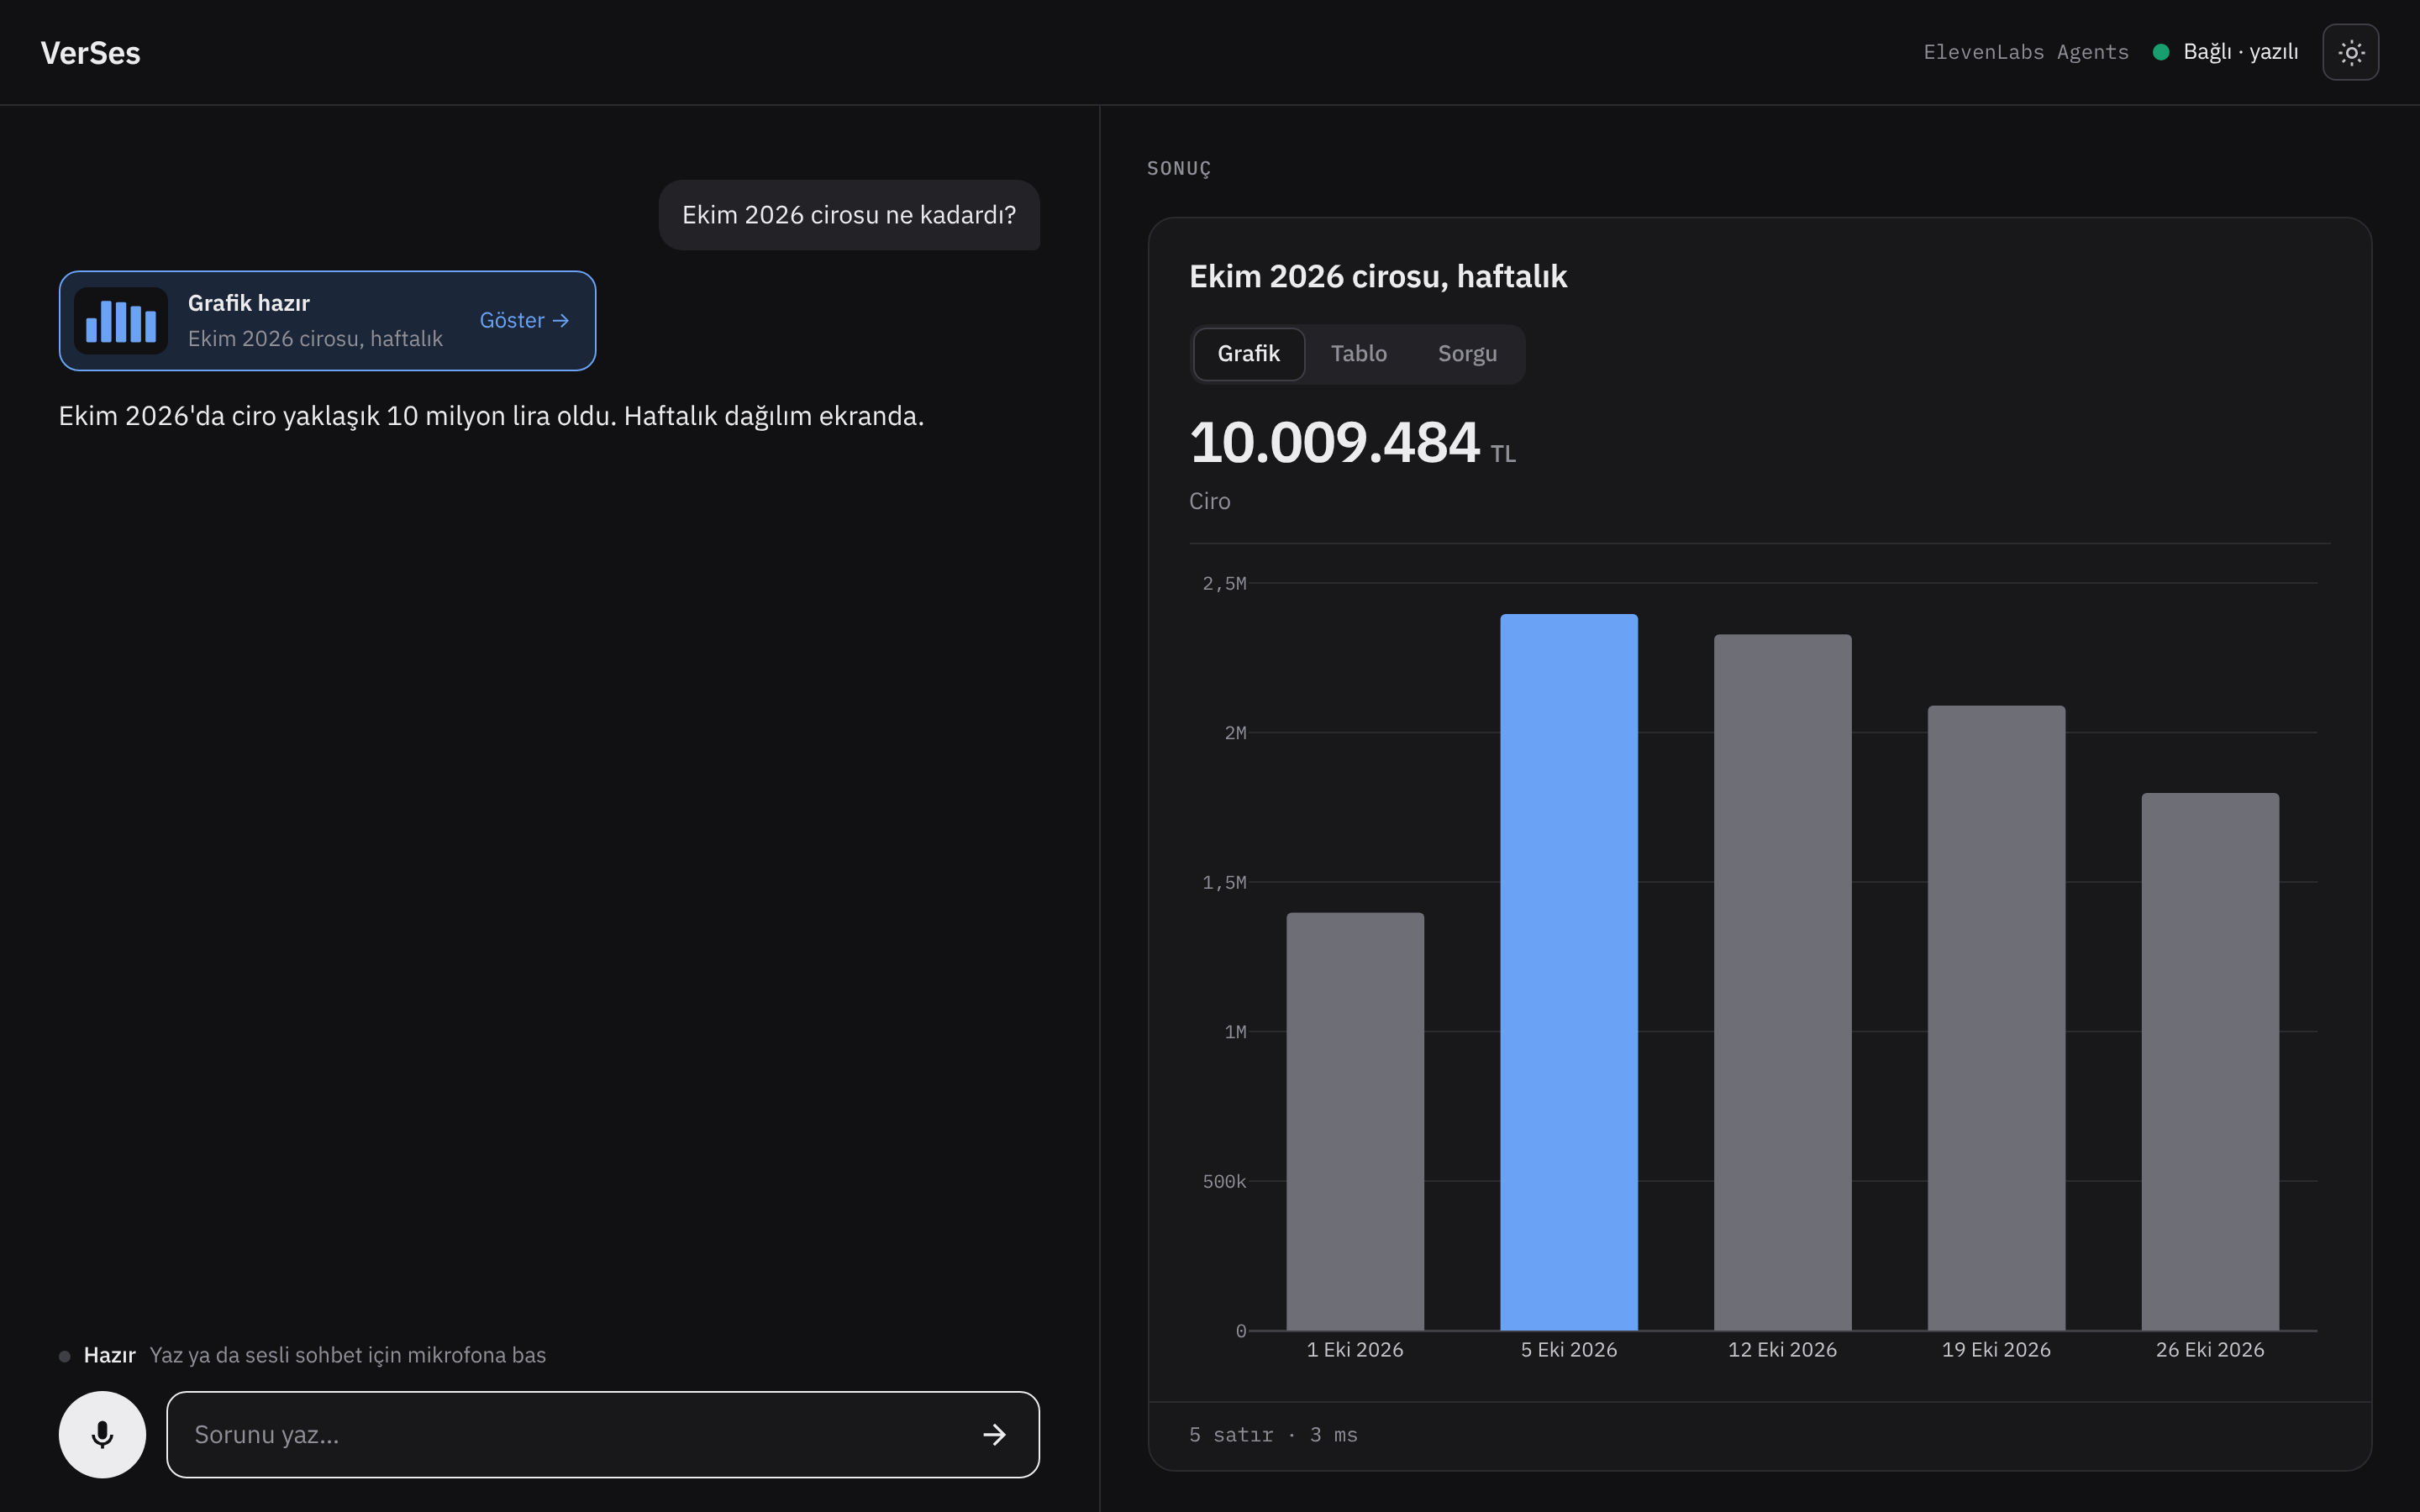 VerSes
ElevenLabs Agents
Bağlı · yazılı
Ekim 2026 cirosu ne kadardı?
Grafik hazır
Ekim 2026 cirosu, haftalık
Göster →
Ekim 2026'da ciro yaklaşık 10 milyon lira oldu. Haftalık dağılım ekranda.
Hazır Yaz ya da sesli sohbet için mikrofona bas
Sorunu yaz...
SONUÇ
Ekim 2026 cirosu, haftalık
Grafik Tablo Sorgu
10.009.484 TL
Ciro
2,5M
2M
1,5M
1M
500k
0
1 Eki 2026 5 Eki 2026 12 Eki 2026 19 Eki 2026 26 Eki 2026
5 satır · 3 ms